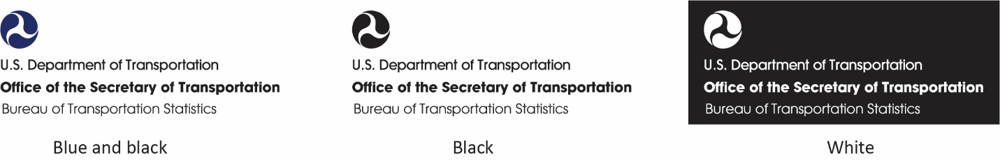 U.S. Department of Transportation
Office of the Secretary of Transportation
Bureau of Transportation Statistics
Blue and black
U.S. Department of Transportation
Office of the Secretary of Transportation
Bureau of Transportation Statistics
Black
U.S. Department of Transportation
Office of the Secretary of Transportation
Bureau of Transportation Statistics
White